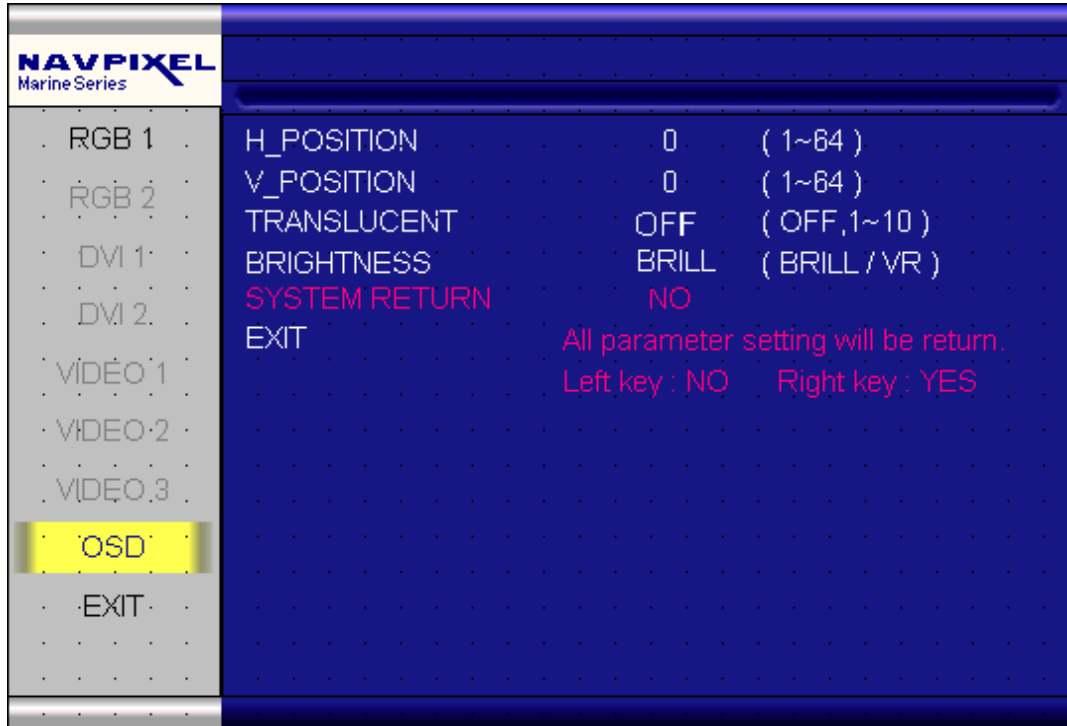 NAVPIXEL
Marine Series
RGB 1
RGB 2
DVI 1
DVI 2
VIDEO 1
VIDEO 2
VIDEO 3
OSD
EXIT
H_POSITION 0 ( 1~64 )
V_POSITION 0 ( 1~64 )
TRANSLUCENT OFF ( OFF,1~10 )
BRIGHTNESS BRILL ( BRILL / VR )
SYSTEM RETURN NO
EXIT All parameter setting will be return.
Left key : NO Right key : YES